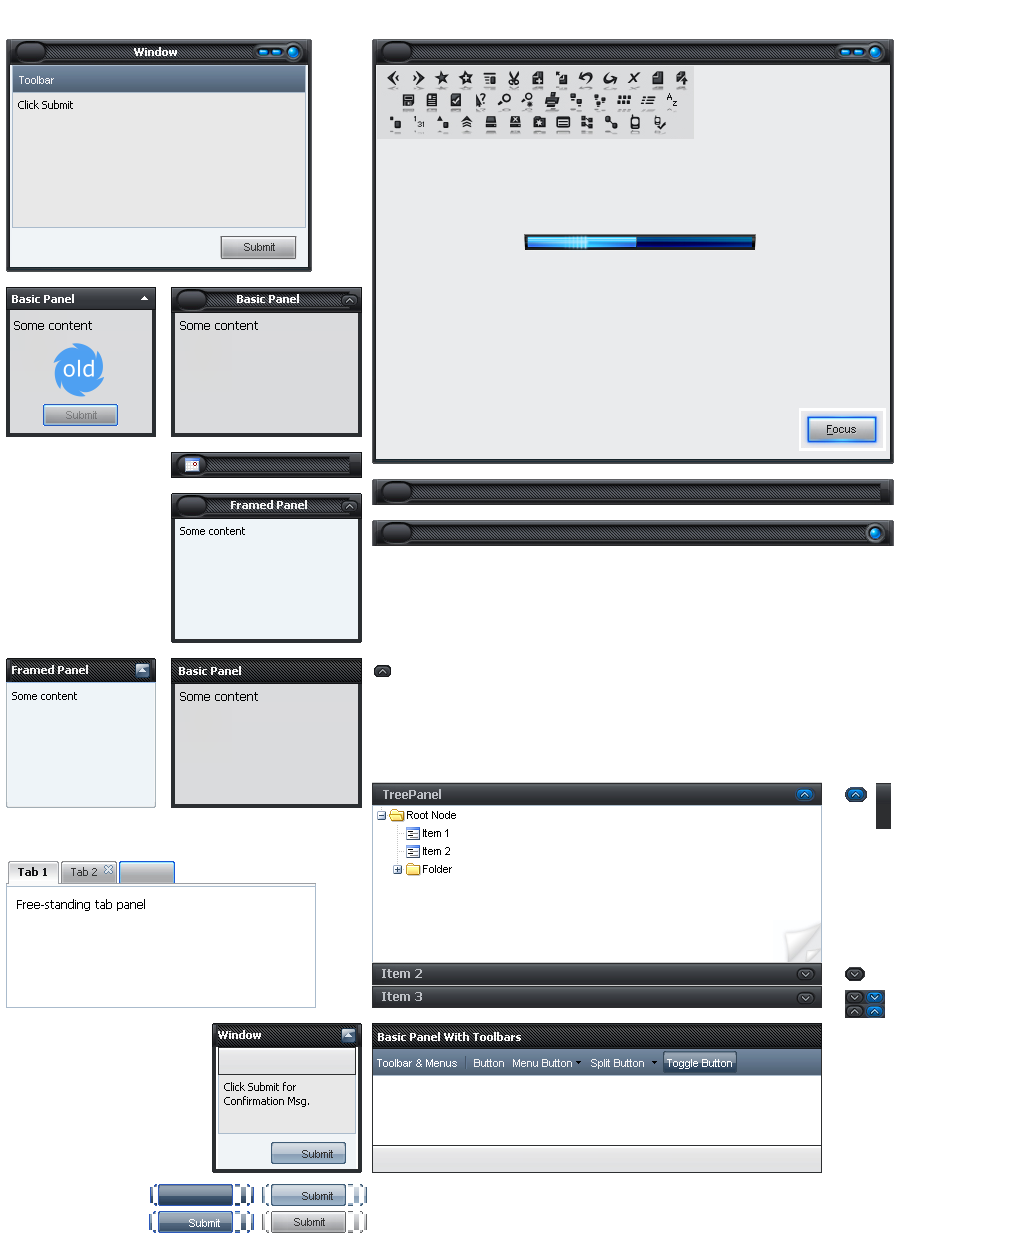 Window
Toolbar
Click Submit
Submit
31
A
Z
Focus
Basic Panel
Some content
old
Submit
Basic Panel
Some content
Framed Panel
Some content
Framed Panel
Some content
Basic Panel
Some content
TreePanel
Root Node
Item 1
Item 2
Folder
Item 2
Item 3
Tab 1 Tab 2
Free-standing tab panel
Window
Click Submit for
Confirmation Msg.
Submit
Basic Panel With Toolbars
Toolbar & Menus Button Menu Button Split Button Toggle Button
Submit
Submit Submit